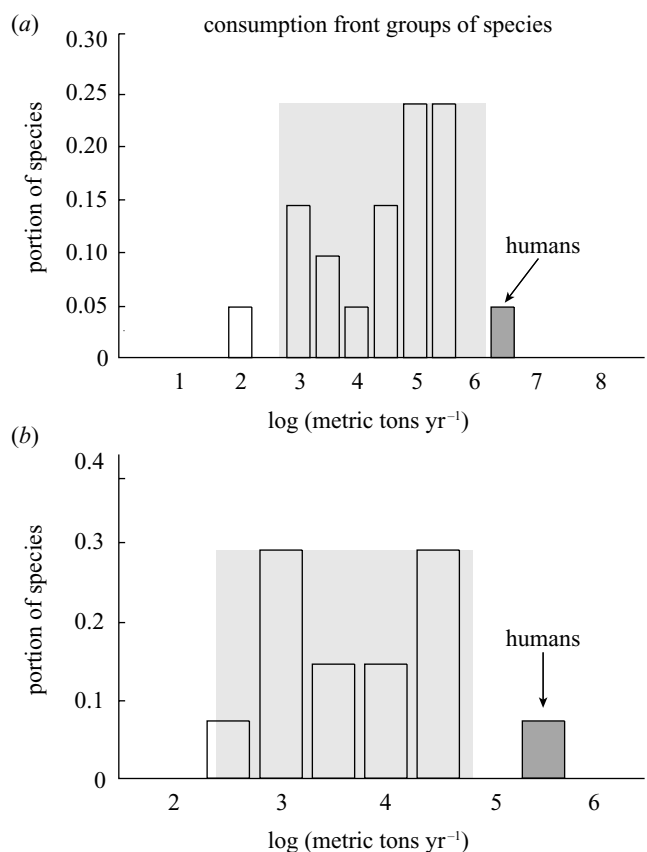 (a) consumption front groups of species
0.30
0.25
0.20
0.15
0.10
0.05
0
portion of species
humans
1 2 3 4 5 6 7 8
log (metric tons yr⁻¹)
(b)
0.4
0.3
0.2
0.1
0
portion of species
humans
2 3 4 5 6
log (metric tons yr⁻¹)